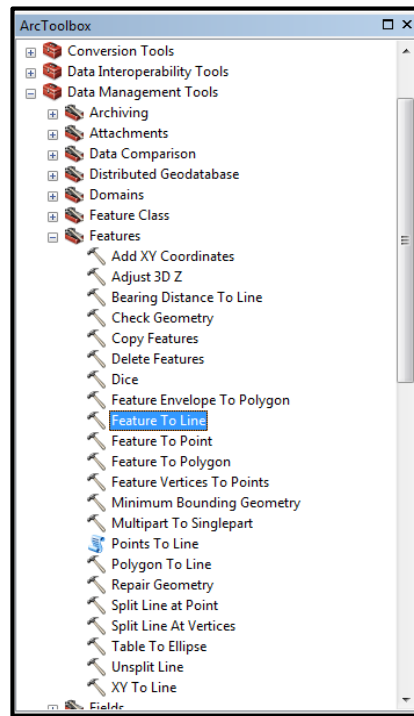 ArcToolbox
Conversion Tools
Data Interoperability Tools
Data Management Tools
Archiving
Attachments
Data Comparison
Distributed Geodatabase
Domains
Feature Class
Features
Add XY Coordinates
Adjust 3D Z
Bearing Distance To Line
Check Geometry
Copy Features
Delete Features
Dice
Feature Envelope To Polygon
Feature To Line
Feature To Point
Feature To Polygon
Feature Vertices To Points
Minimum Bounding Geometry
Multipart To Singlepart
Points To Line
Polygon To Line
Repair Geometry
Split Line at Point
Split Line At Vertices
Table To Ellipse
Unsplit Line
XY To Line
Fields